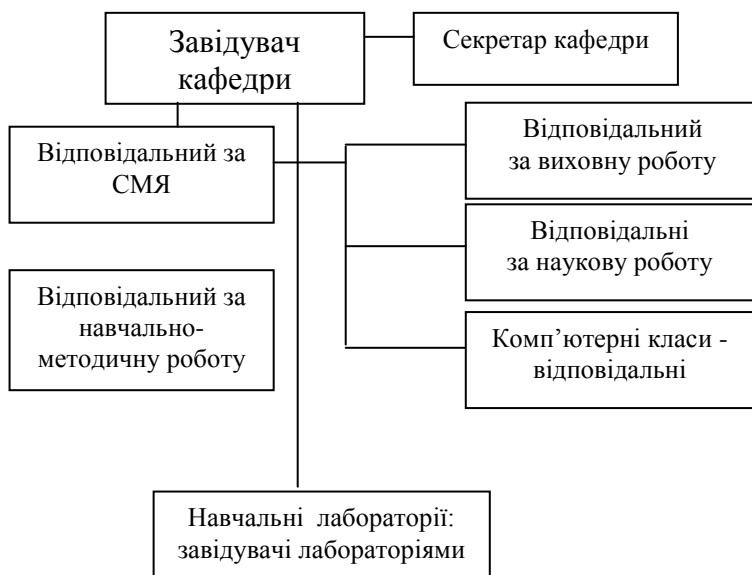 Завідувач
кафедри
Секретар кафедри
Відповідальний за
СМЯ
Відповідальний
за виховну роботу
Відповідальні
за наукову роботу
Відповідальний за
навчально-
методичну роботу
Комп’ютерні класи -
відповідальні
Навчальні лабораторії:
завідувачі лабораторіями